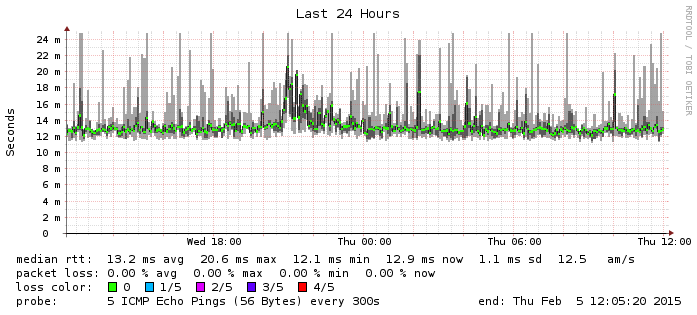 Last 24 Hours
RRDTOOL / TOBI OETIKER
Seconds
24 m
22 m
20 m
18 m
16 m
14 m
12 m
10 m
8 m
6 m
4 m
2 m
0
Wed 18:00 Thu 00:00 Thu 06:00 Thu 12:00
median rtt: 13.2 ms avg 20.6 ms max 12.1 ms min 12.9 ms now 1.1 ms sd 12.5 am/s
packet loss: 0.00 % avg 0.00 % max 0.00 % min 0.00 % now
loss color: 0 1/5 2/5 3/5 4/5
probe: 5 ICMP Echo Pings (56 Bytes) every 300s end: Thu Feb 5 12:05:20 2015